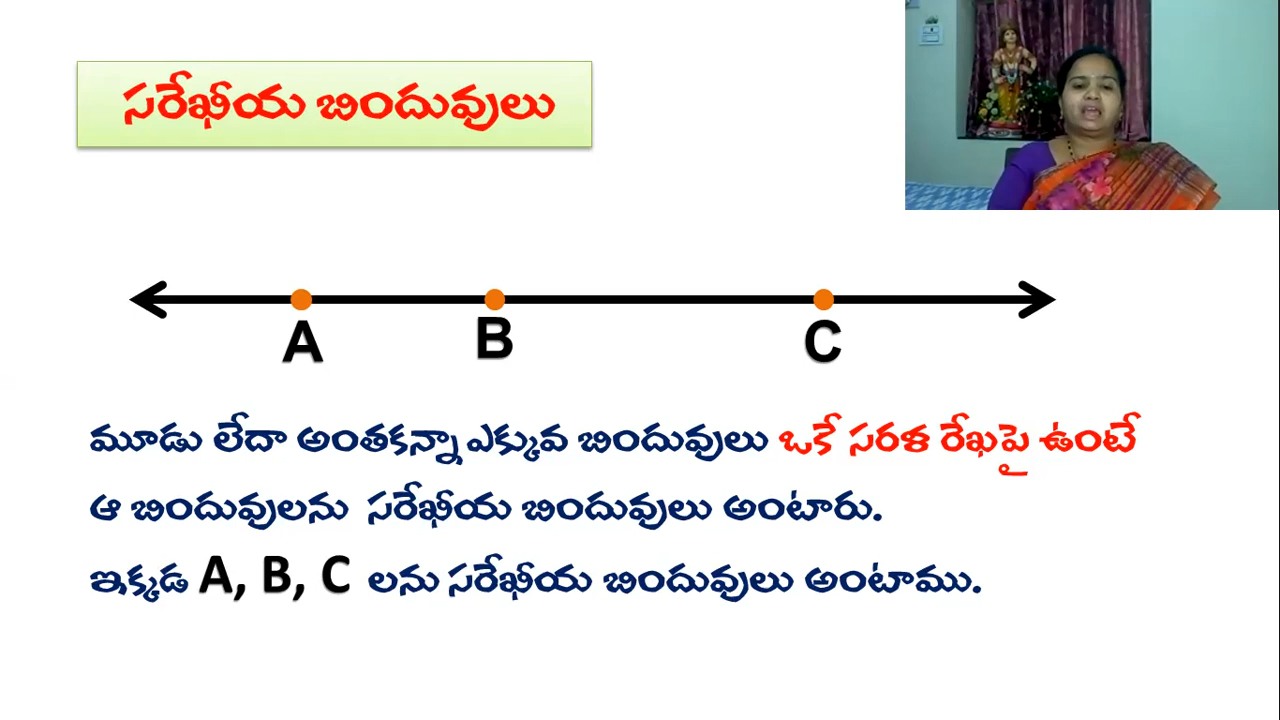 సరేఖీయ బిందువులు
A B C
మూడు లేదా అంతకన్నా ఎక్కువ బిందువులు ఒకే సరళ రేఖపై ఉంటే
ఆ బిందువులను సరేఖీయ బిందువులు అంటారు.
ఇక్కడ A, B, C లను సరేఖీయ బిందువులు అంటాము.